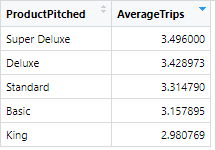 ProductPitched AverageTrips
Super Deluxe 3.496000
Deluxe 3.428973
Standard 3.314790
Basic 3.157895
King 2.980769